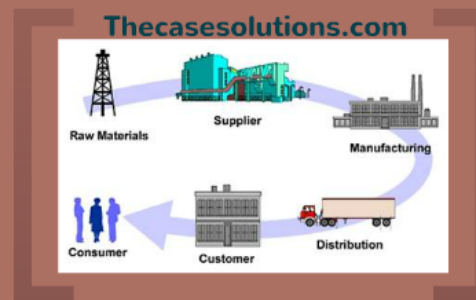 Thecasesolutions.com
Raw Materials
Supplier
Manufacturing
Distribution
Customer
Consumer